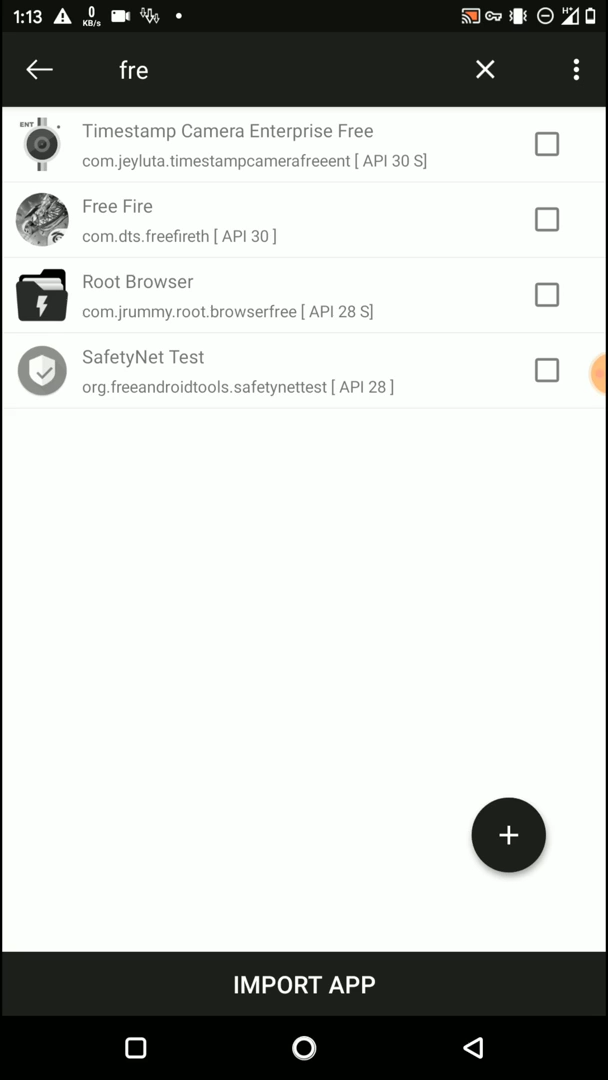 1:13
0
KB/s
H+
fre
ENT
Timestamp Camera Enterprise Free
com.jeyluta.timestampcamerafreeent [ API 30 S]
Free Fire
com.dts.freefireth [ API 30 ]
Root Browser
com.jrummy.root.browserfree [ API 28 S]
SafetyNet Test
org.freeandroidtools.safetynettest [ API 28 ]
IMPORT APP